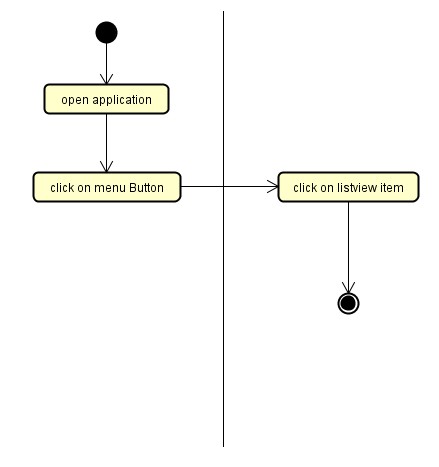 open application
click on menu Button
click on listview item